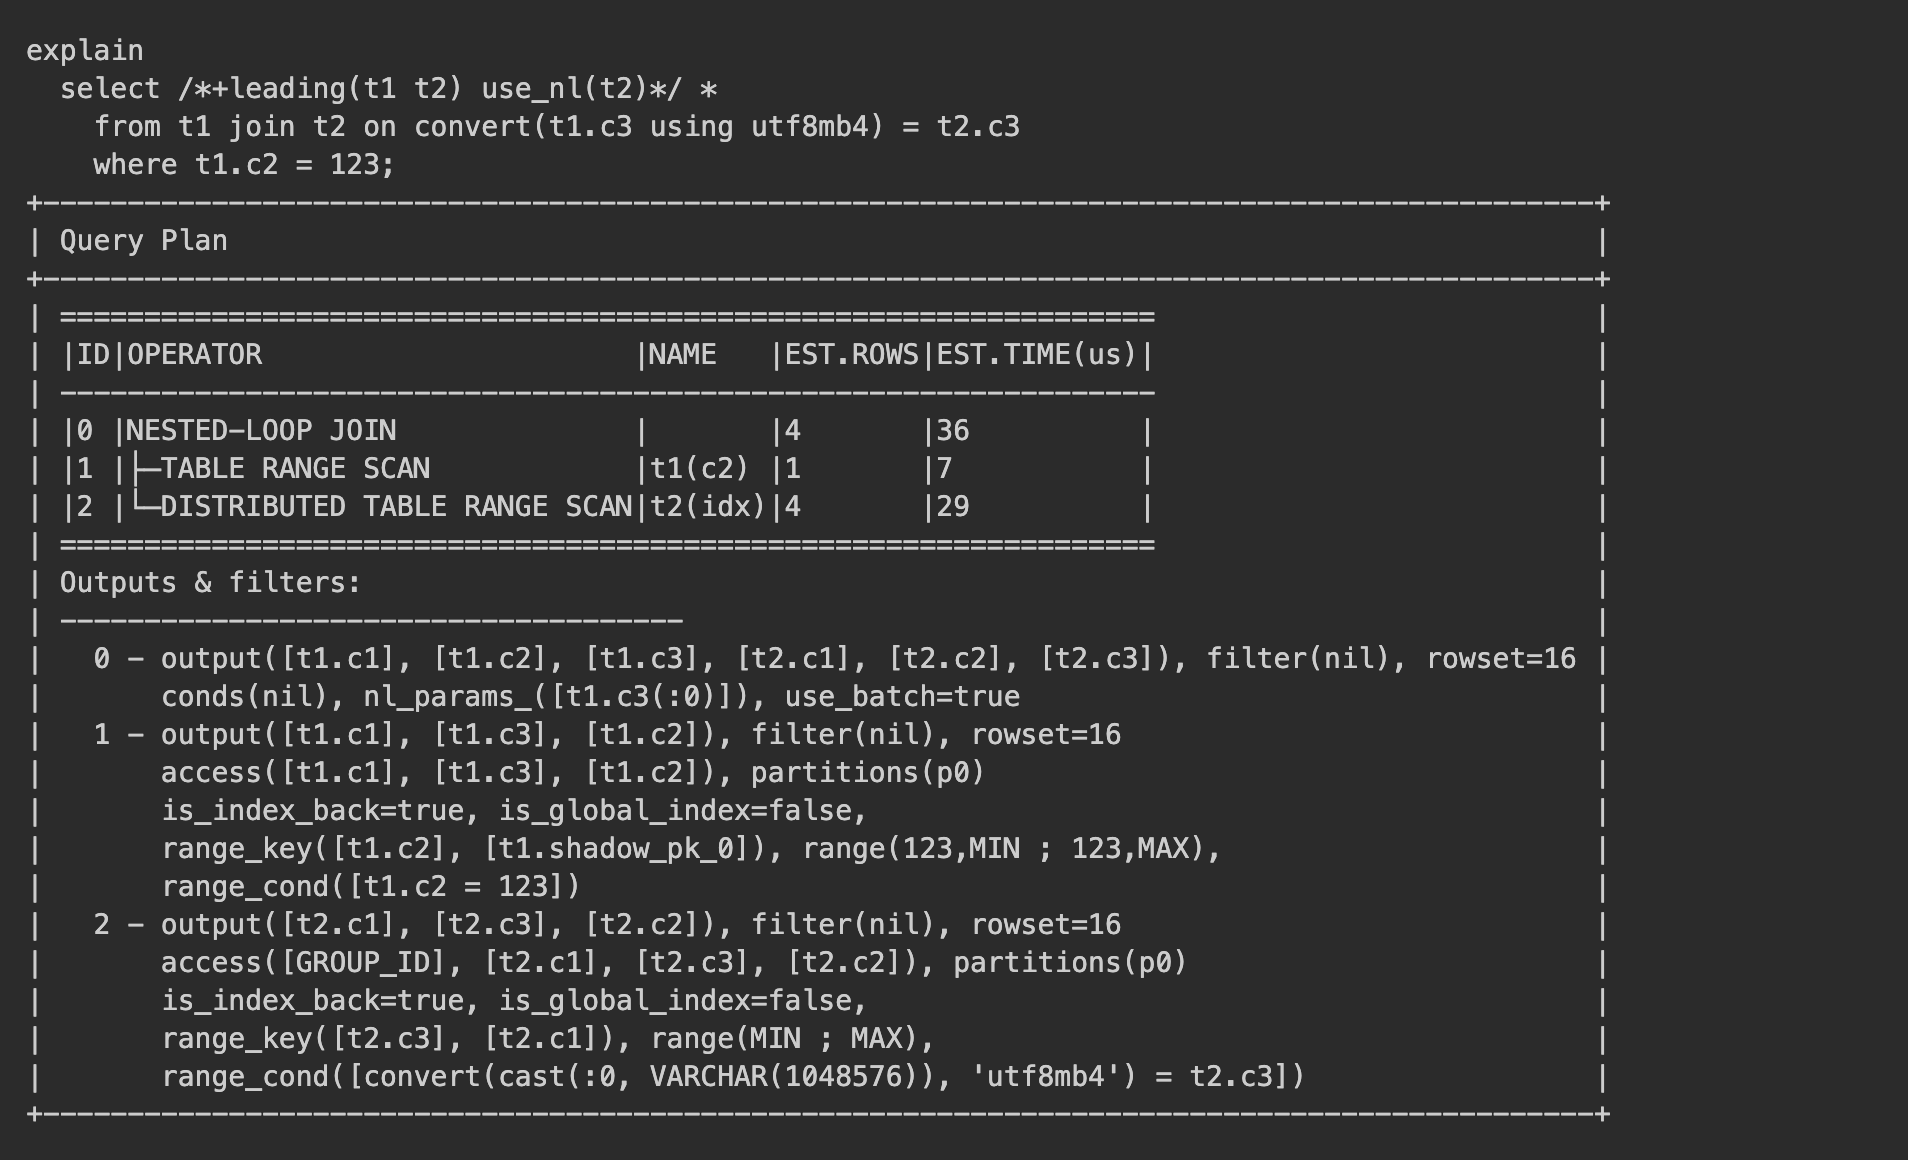 explain
  select /*+leading(t1 t2) use_nl(t2)*/ *
    from t1 join t2 on convert(t1.c3 using utf8mb4) = t2.c3
    where t1.c2 = 123;
+--------------------------------------------------------------------------------------------+
| Query Plan                                                                                 |
+--------------------------------------------------------------------------------------------+
| =================================================================                          |
| |ID|OPERATOR                      |NAME   |EST.ROWS|EST.TIME(us)|                          |
| -----------------------------------------------------------------                          |
| |0 |NESTED-LOOP JOIN              |       |4       |36          |                          |
| |1 |├─TABLE RANGE SCAN            |t1(c2) |1       |7           |                          |
| |2 |└─DISTRIBUTED TABLE RANGE SCAN|t2(idx)|4       |29          |                          |
| =================================================================                          |
| Outputs & filters:                                                                         |
| -------------------------------------                                                      |
|   0 - output([t1.c1], [t1.c2], [t1.c3], [t2.c1], [t2.c2], [t2.c3]), filter(nil), rowset=16 |
|       conds(nil), nl_params_([t1.c3(:0)]), use_batch=true                                  |
|   1 - output([t1.c1], [t1.c3], [t1.c2]), filter(nil), rowset=16                            |
|       access([t1.c1], [t1.c3], [t1.c2]), partitions(p0)                                    |
|       is_index_back=true, is_global_index=false,                                           |
|       range_key([t1.c2], [t1.shadow_pk_0]), range(123,MIN ; 123,MAX),                      |
|       range_cond([t1.c2 = 123])                                                            |
|   2 - output([t2.c1], [t2.c3], [t2.c2]), filter(nil), rowset=16                            |
|       access([GROUP_ID], [t2.c1], [t2.c3], [t2.c2]), partitions(p0)                        |
|       is_index_back=true, is_global_index=false,                                           |
|       range_key([t2.c3], [t2.c1]), range(MIN ; MAX),                                       |
|       range_cond([convert(cast(:0, VARCHAR(1048576)), 'utf8mb4') = t2.c3])                 |
+--------------------------------------------------------------------------------------------+